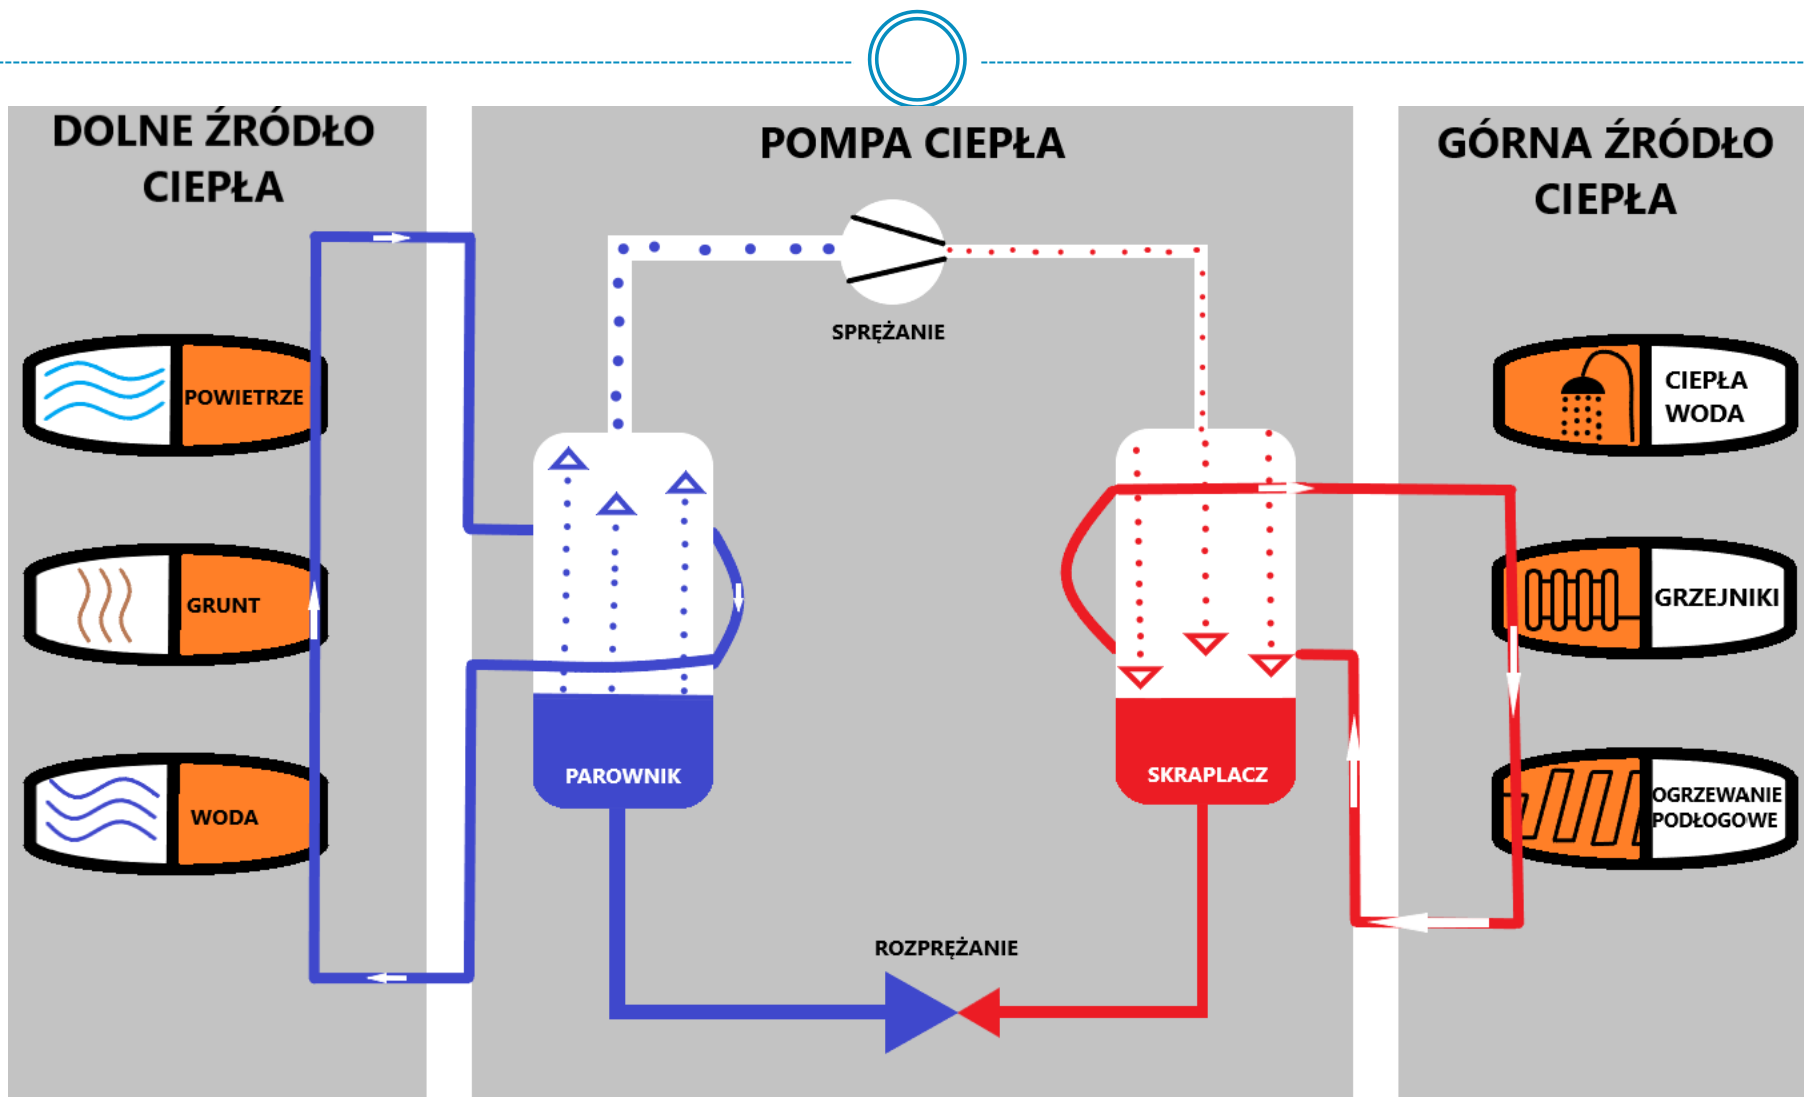 DOLNE ŹRÓDŁO
CIEPŁA
POWIETRZE
GRUNT
WODA
POMPA CIEPŁA
SPRĘŻANIE
PAROWNIK
SKRAPLACZ
ROZPRĘŻANIE
GÓRNA ŹRÓDŁO
CIEPŁA
CIEPŁA
WODA
GRZEJNIKI
OGRZEWANIE
PODŁOGOWE